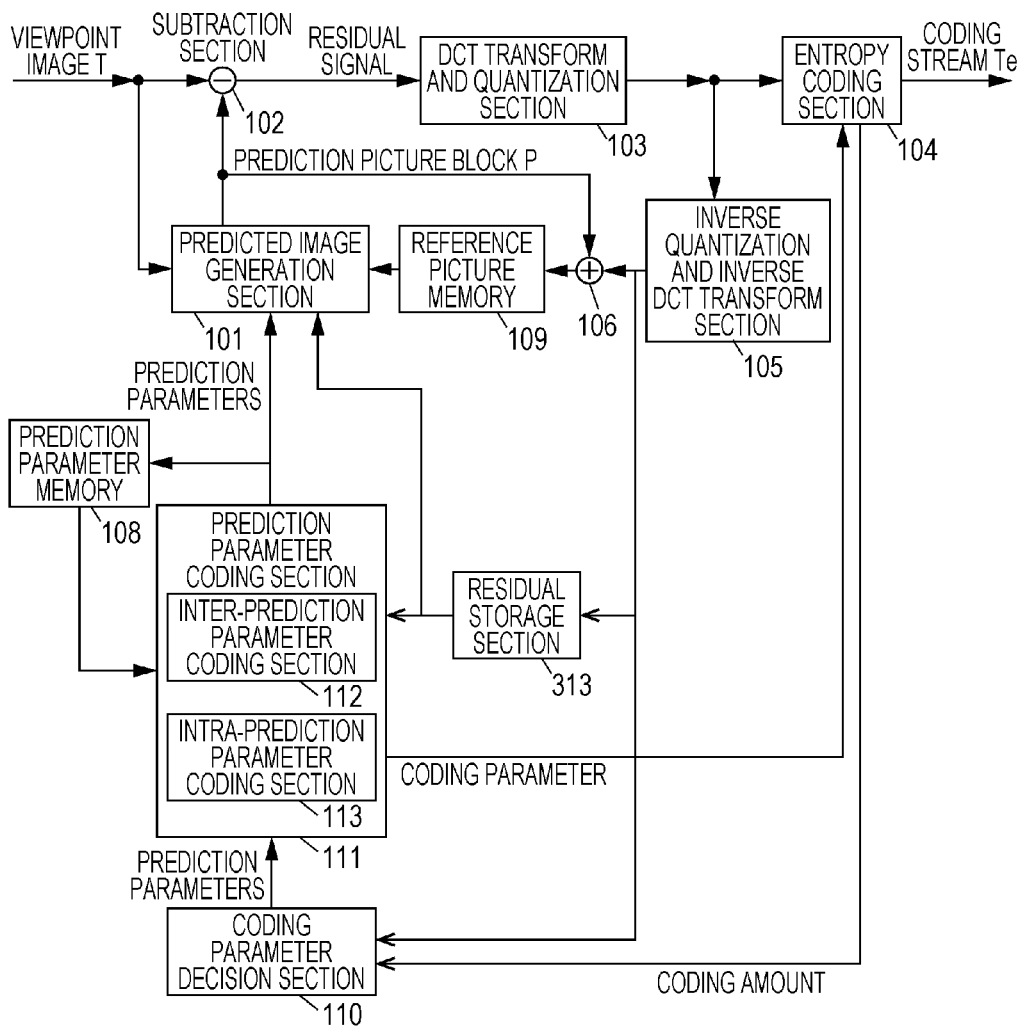 VIEWPOINT
IMAGE T
SUBTRACTION
SECTION
102
RESIDUAL
SIGNAL
DCT TRANSFORM
AND QUANTIZATION
SECTION
103
ENTROPY
CODING
SECTION
104
CODING
STREAM Te
PREDICTION PICTURE BLOCK P
PREDICTED IMAGE
GENERATION
SECTION
101
REFERENCE
PICTURE
MEMORY
109
106
INVERSE
QUANTIZATION
AND INVERSE
DCT TRANSFORM
SECTION
105
PREDICTION
PARAMETERS
PREDICTION
PARAMETER
MEMORY
108
PREDICTION
PARAMETER
CODING SECTION
INTER-PREDICTION
PARAMETER
CODING SECTION
112
INTRA-PREDICTION
PARAMETER
CODING SECTION
113
111
RESIDUAL
STORAGE
SECTION
313
CODING PARAMETER
PREDICTION
PARAMETERS
CODING
PARAMETER
DECISION SECTION
110
CODING AMOUNT